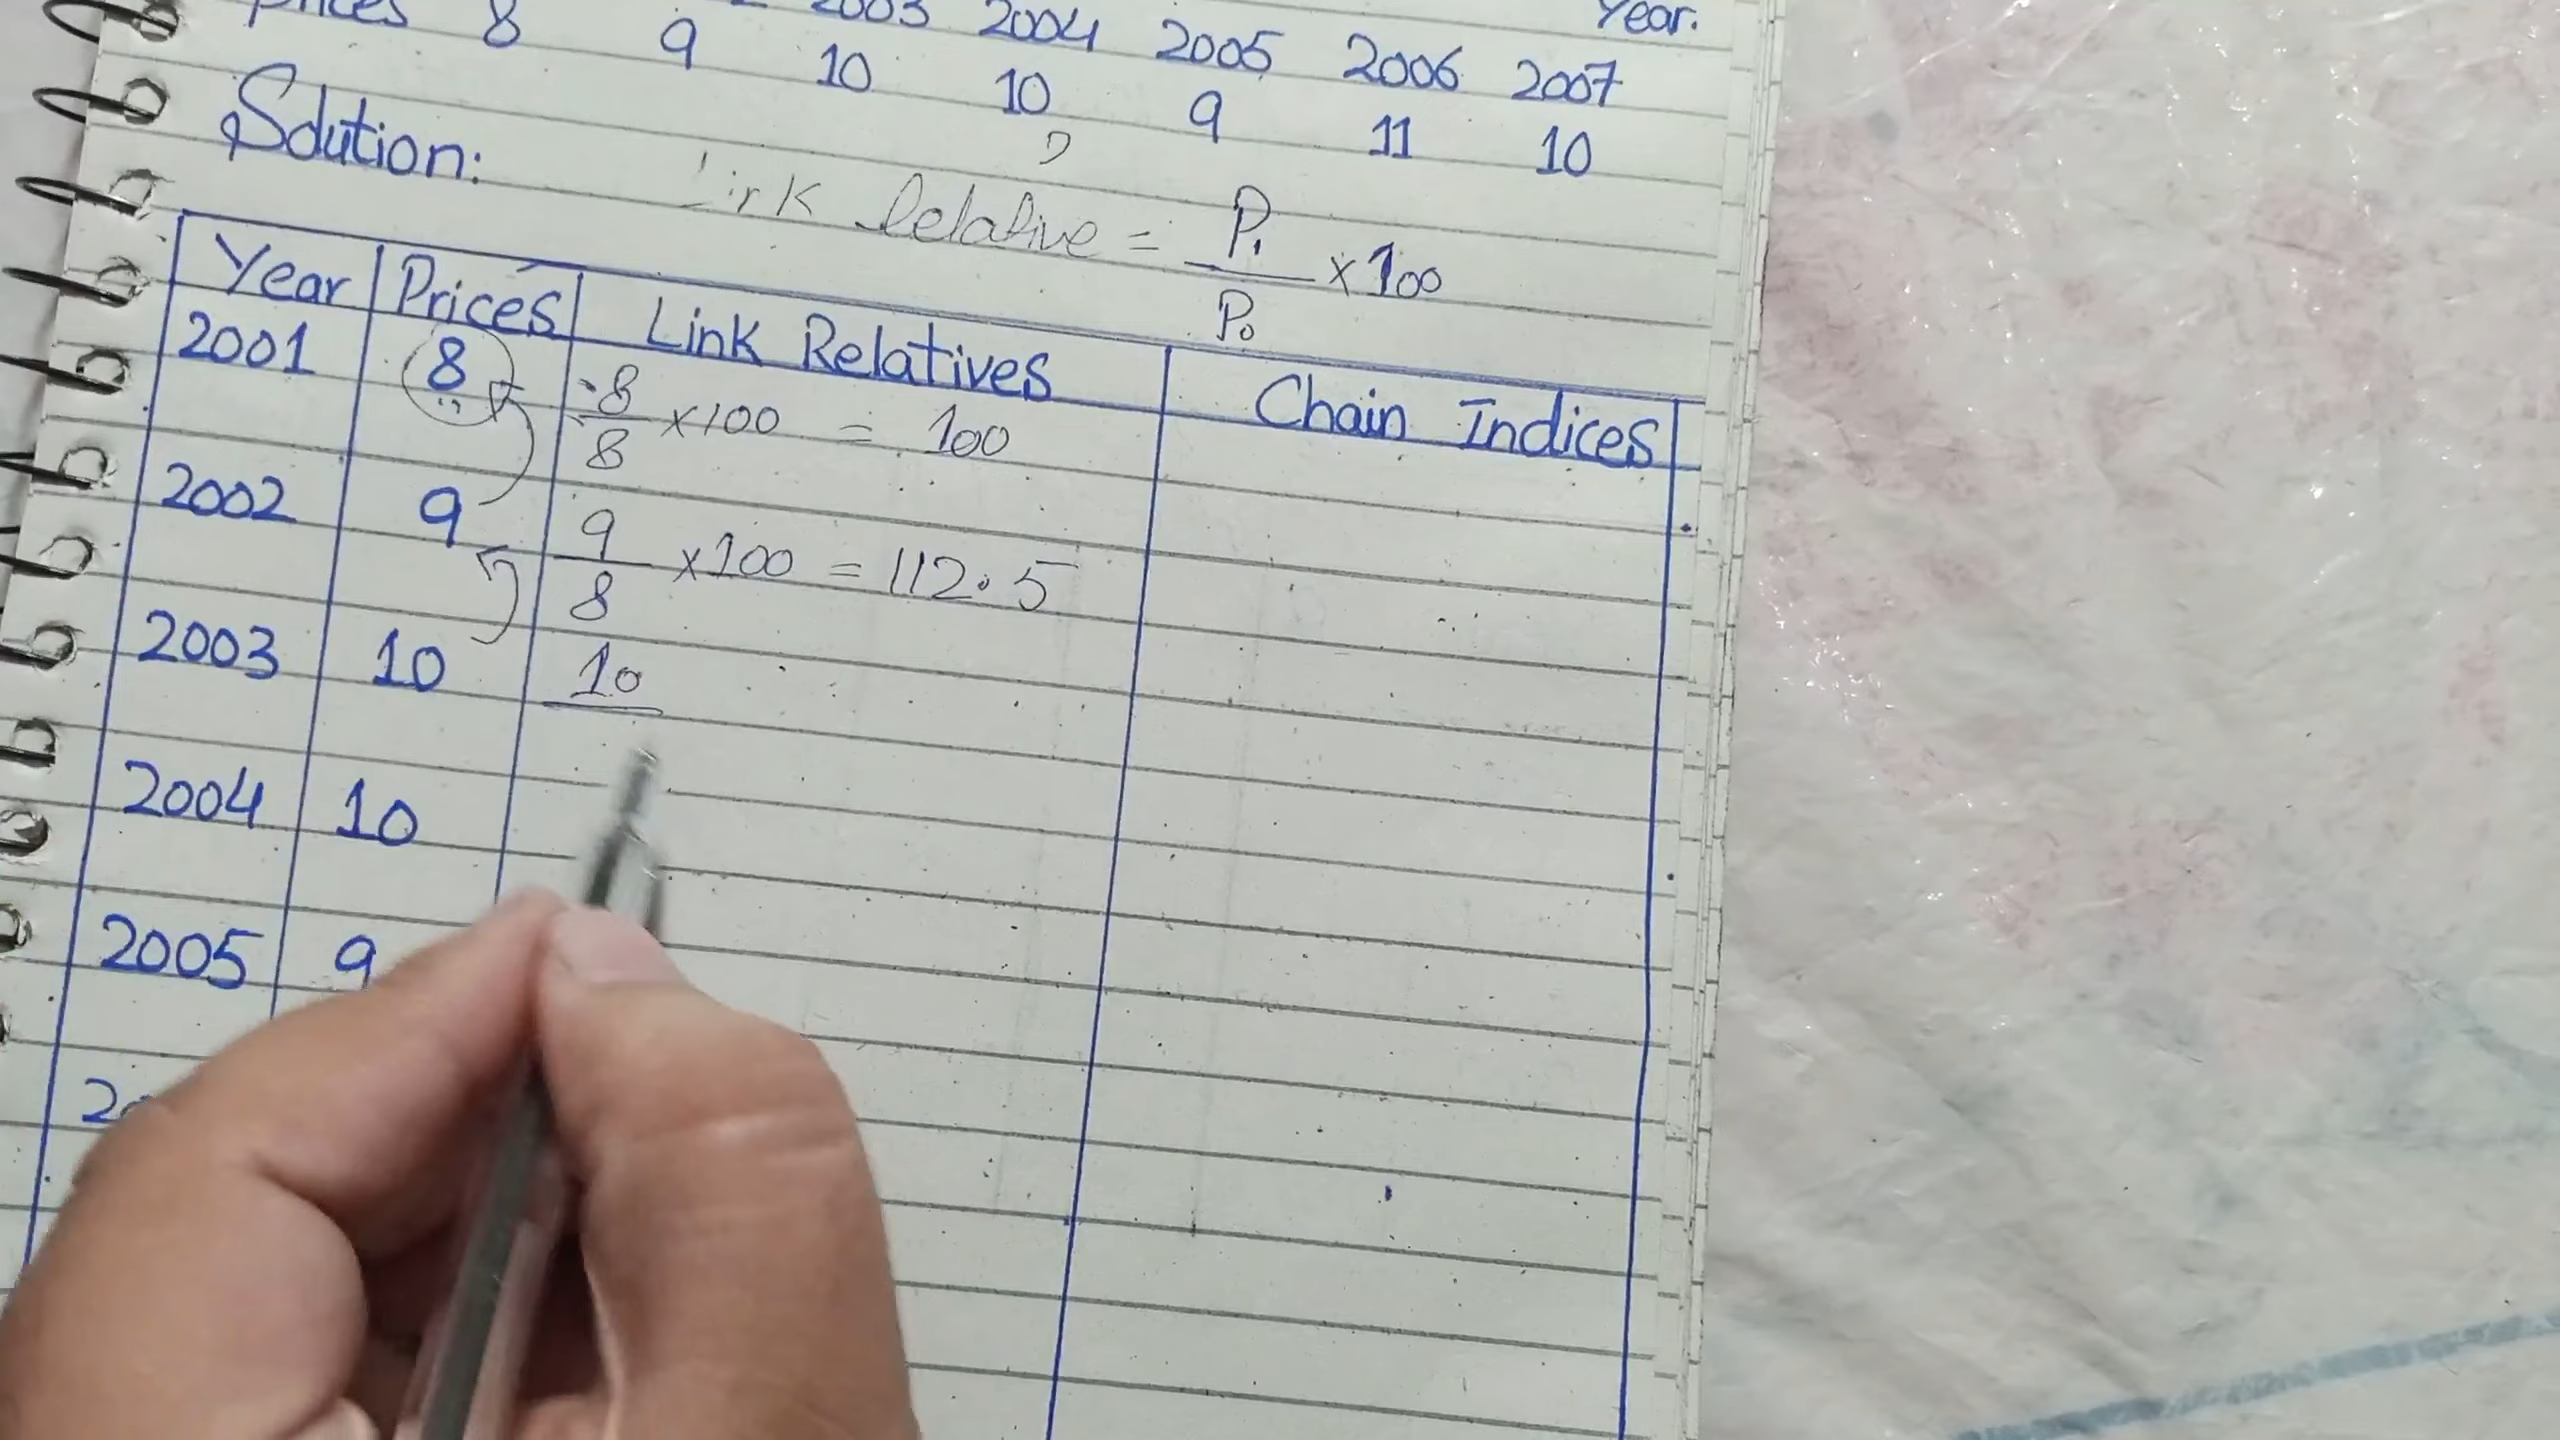 Year.
Prices 8 9 2003 2004 2005 2006 2007
10 10 9 11 10
Solution: Link Relative = P₁ / P₀ × 100
Year Prices Link Relatives Chain Indices
2001 8 8/8 ×100 = 100
2002 9 9/8 ×100 = 112.5
2003 10 10
2004 10
2005 9